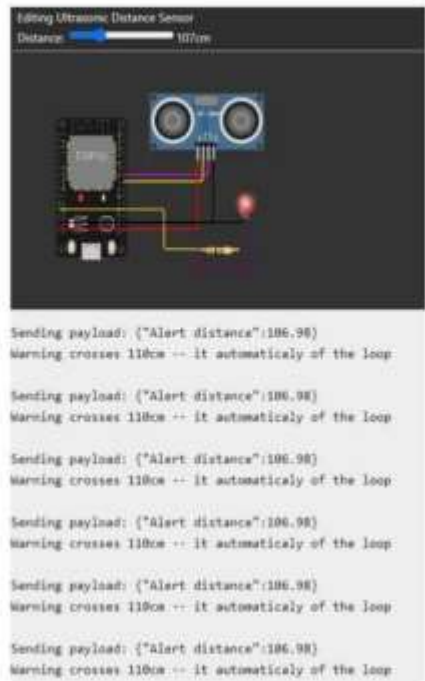 Editing Ultrasonic Distance Sensor
Distance: 107cm
Sending payload: {"Alert distance":106.98}
Warning crosses 110cm -- it automaticaly of the loop
Sending payload: {"Alert distance":106.98}
Warning crosses 110cm -- it automaticaly of the loop
Sending payload: {"Alert distance":106.98}
Warning crosses 110cm -- it automaticaly of the loop
Sending payload: {"Alert distance":106.98}
Warning crosses 110cm -- it automaticaly of the loop
Sending payload: {"Alert distance":106.98}
Warning crosses 110cm -- it automaticaly of the loop
Sending payload: {"Alert distance":106.98}
Warning crosses 110cm -- it automaticaly of the loop